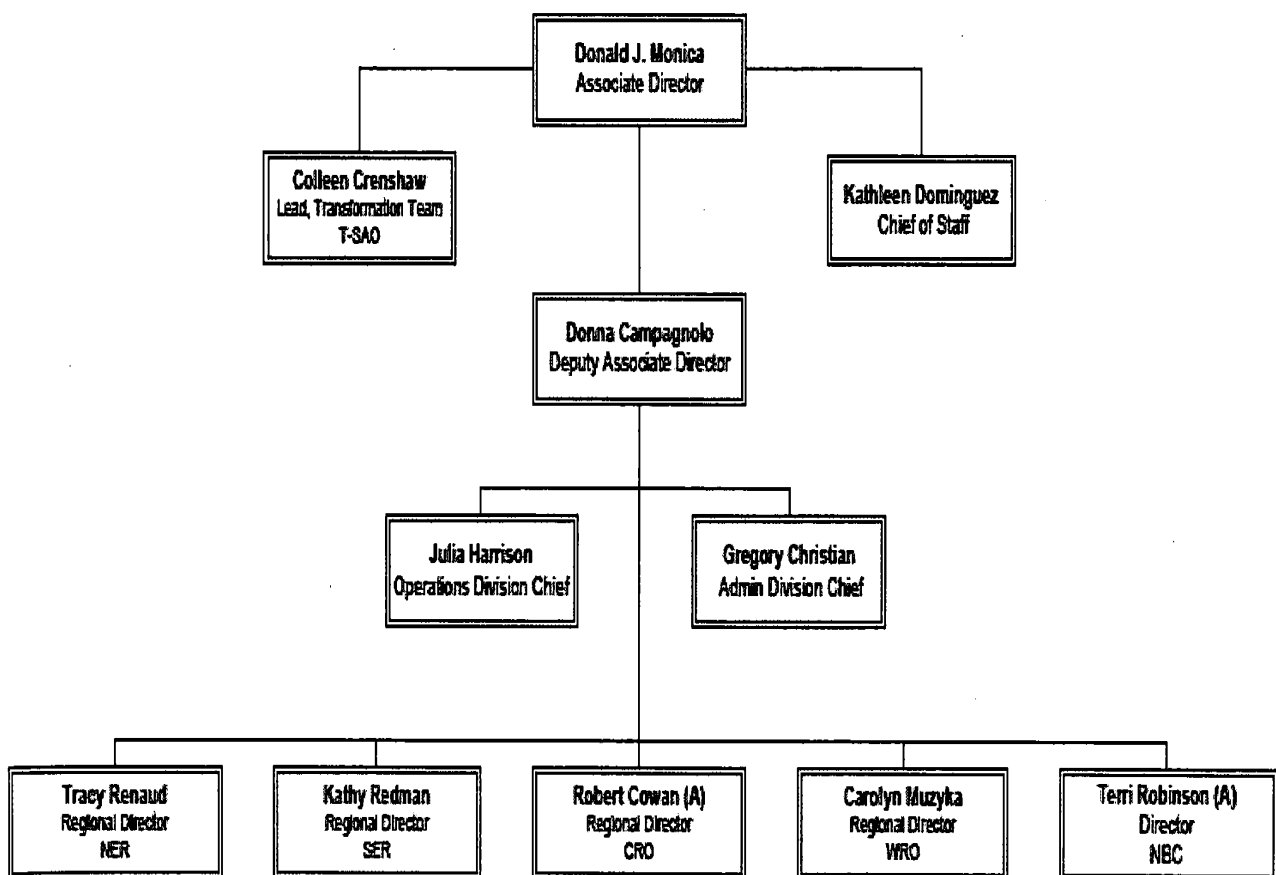 Donald J. Monica
Associate Director
Colleen Crenshaw
Lead, Transformation Team
T-SAO
Kathleen Dominguez
Chief of Staff
Donna Campagnolo
Deputy Associate Director
Julia Harrison
Operations Division Chief
Gregory Christian
Admin Division Chief
Tracy Renaud
Regional Director
NER
Kathy Redman
Regional Director
SER
Robert Cowan (A)
Regional Director
CRO
Carolyn Muzyka
Regional Director
WRO
Terri Robinson (A)
Director
NBC